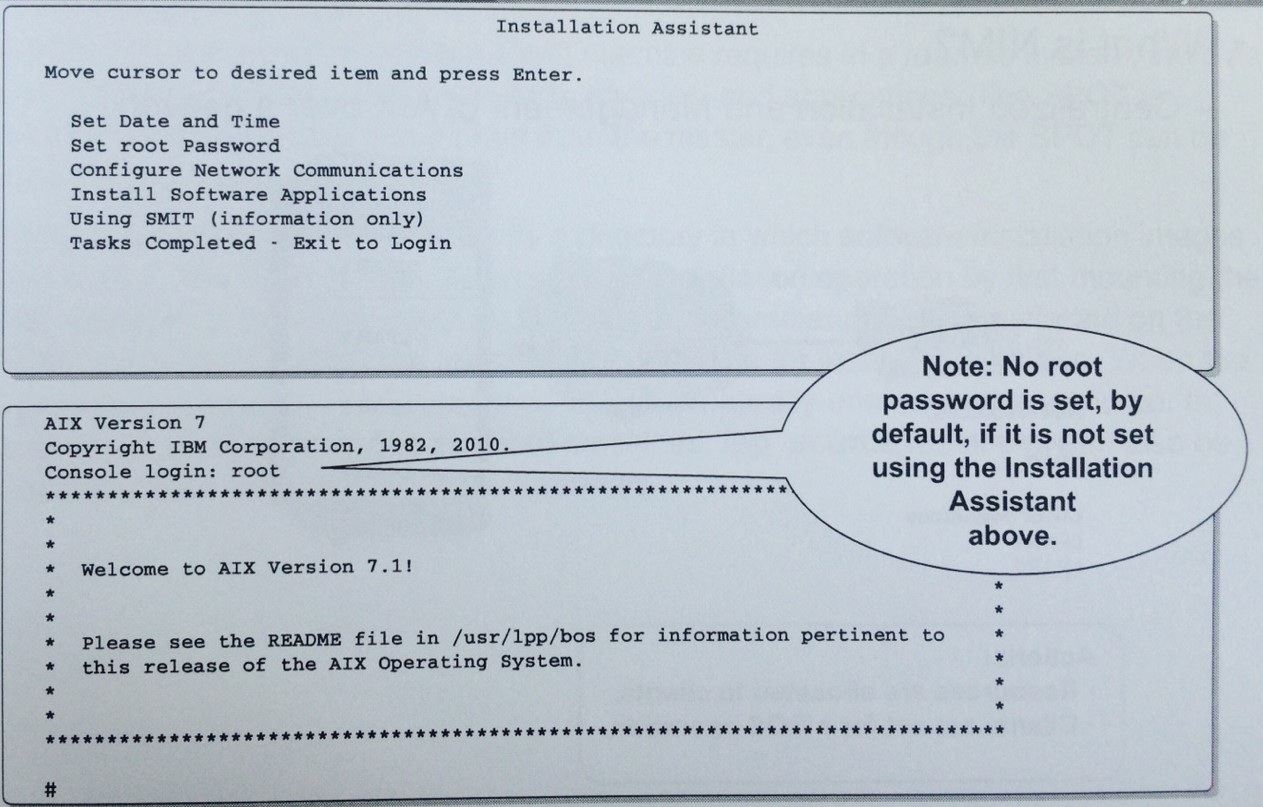 Installation Assistant
Move cursor to desired item and press Enter.
Set Date and Time
Set root Password
Configure Network Communications
Install Software Applications
Using SMIT (information only)
Tasks Completed - Exit to Login
AIX Version 7
Copyright IBM Corporation, 1982, 2010.
Console login: root
*******************************************************************************
*
*
* Welcome to AIX Version 7.1!
* *
* *
* Please see the README file in /usr/lpp/bos for information pertinent to *
* this release of the AIX Operating System. *
* *
* *
*******************************************************************************
#
Note: No root
password is set, by
default, if it is not set
using the Installation
Assistant
above.